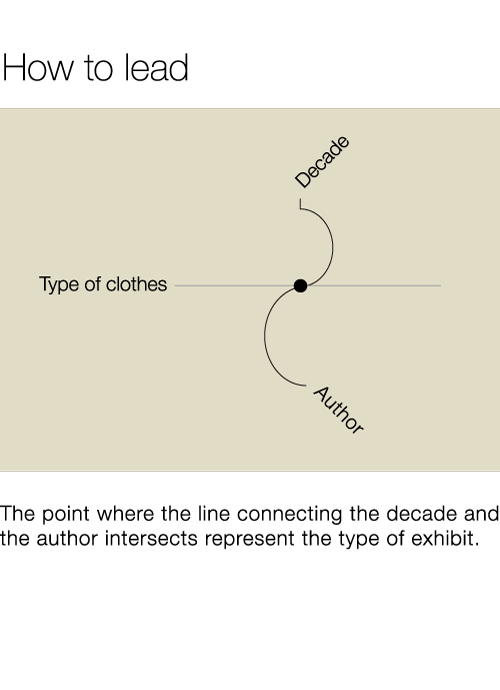 How to lead
Decade
Type of clothes
Author
The point where the line connecting the decade and
the author intersects represent the type of exhibit.